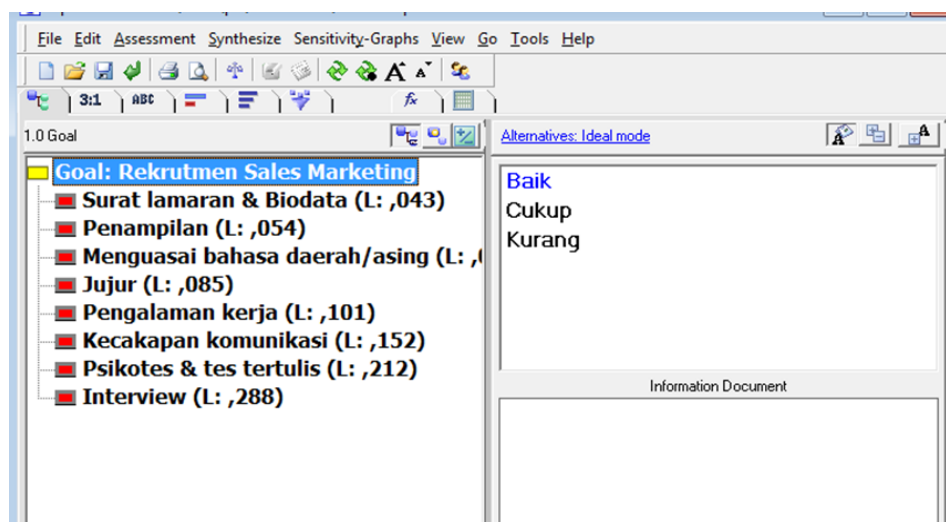 File Edit Assessment Synthesize Sensitivity-Graphs View Go Tools Help
3:1 ABC fx
1.0 Goal
Alternatives: Ideal mode
Goal: Rekrutmen Sales Marketing
Surat lamaran & Biodata (L: ,043)
Penampilan (L: ,054)
Menguasai bahasa daerah/asing (L: ,
Jujur (L: ,085)
Pengalaman kerja (L: ,101)
Kecakapan komunikasi (L: ,152)
Psikotes & tes tertulis (L: ,212)
Interview (L: ,288)
Baik
Cukup
Kurang
Information Document